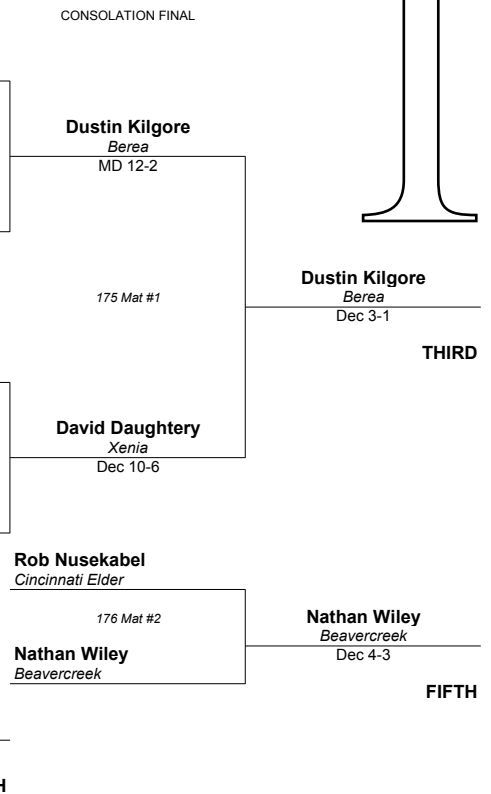 CONSOLATION FINAL
Dustin Kilgore
Berea
MD 12-2
175 Mat #1
Dustin Kilgore
Berea
Dec 3-1
THIRD
David Daughtery
Xenia
Dec 10-6
Rob Nusekabel
Cincinnati Elder
176 Mat #2
Nathan Wiley
Beavercreek
Nathan Wiley
Beavercreek
Dec 4-3
FIFTH
H